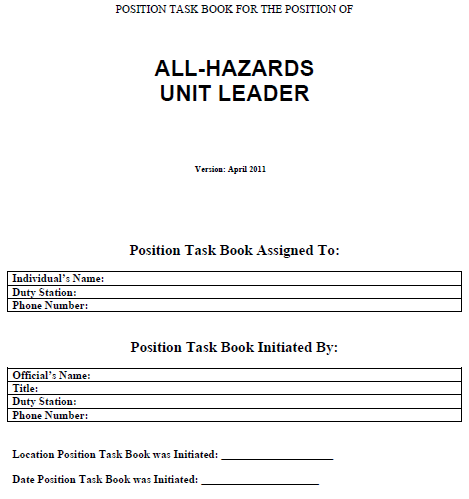 POSITION TASK BOOK FOR THE POSITION OF
ALL-HAZARDS
UNIT LEADER
Version: April 2011
Position Task Book Assigned To:
Individual's Name:
Duty Station:
Phone Number:
Position Task Book Initiated By:
Official's Name:
Title:
Duty Station:
Phone Number:
Location Position Task Book was Initiated: ____________________
Date Position Task Book was Initiated: _____________________